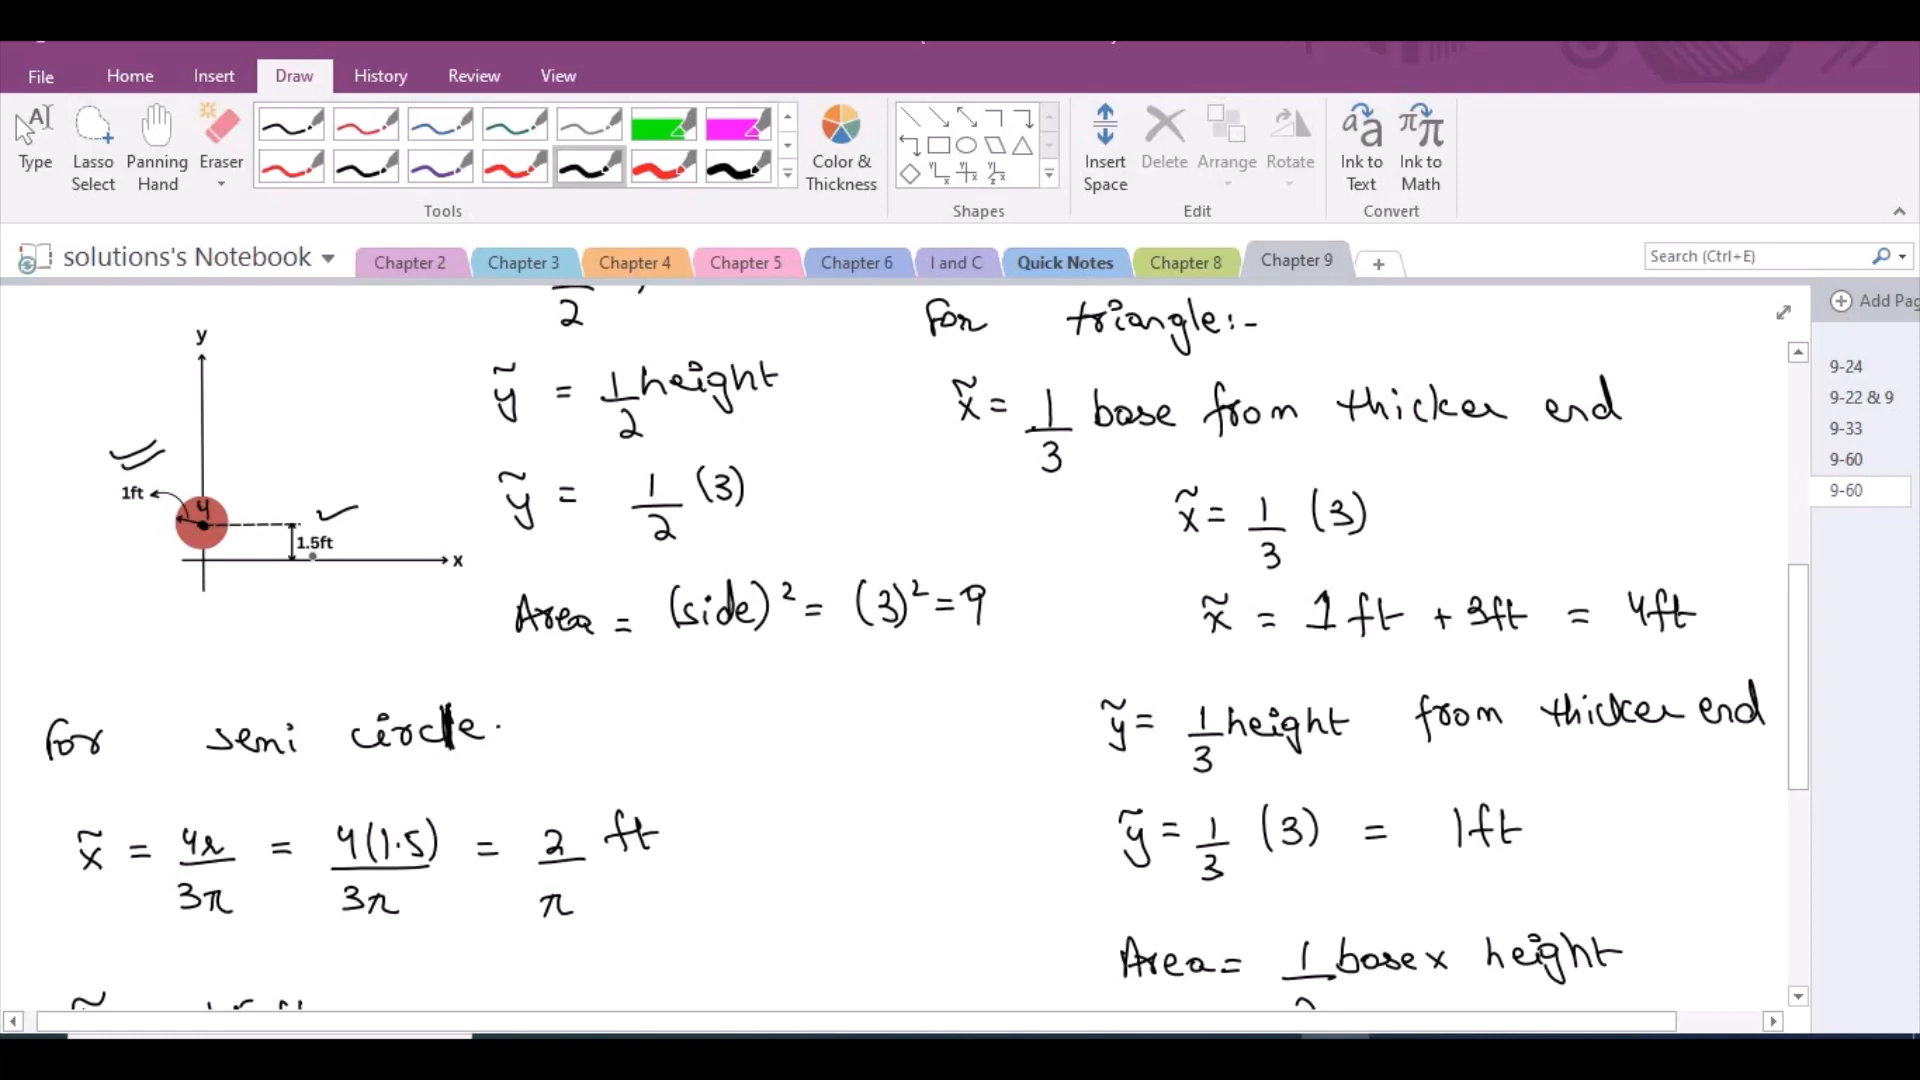 File Home Insert Draw History Review View
Type Lasso Select Panning Hand Eraser Color & Thickness Insert Space Delete Arrange Rotate Ink to Text Ink to Math
Tools Shapes Edit Convert
solutions's Notebook Chapter 2 Chapter 3 Chapter 4 Chapter 5 Chapter 6 I and C Quick Notes Chapter 8 Chapter 9 + Search (Ctrl+E)
Add Pag
9-24
9-22 & 9
9-33
9-60
9-60
y
1ft
4
1.5ft
x
2
ỹ = 1/2 height
ỹ = 1/2 (3)
Area = (side)² = (3)² = 9
for semi circle.
x̃ = 4r/3π = 4(1.5)/3π = 2/π ft
for triangle:-
x̃ = 1/3 base from thicker end
x̃ = 1/3 (3)
x̃ = 1ft + 3ft = 4ft
ỹ = 1/3 height from thicker end
ỹ = 1/3 (3) = 1ft
Area = 1 base x height